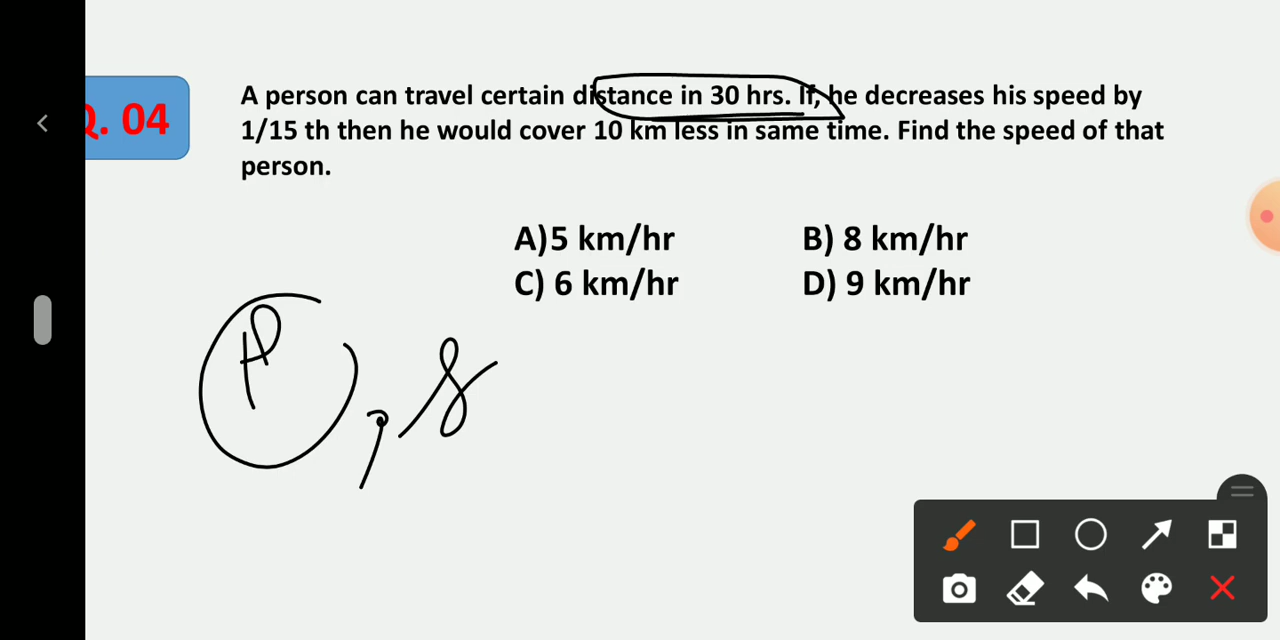 Q. 04
A person can travel certain distance in 30 hrs. If, he decreases his speed by
1/15 th then he would cover 10 km less in same time. Find the speed of that
person.
A)5 km/hr B) 8 km/hr
C) 6 km/hr D) 9 km/hr